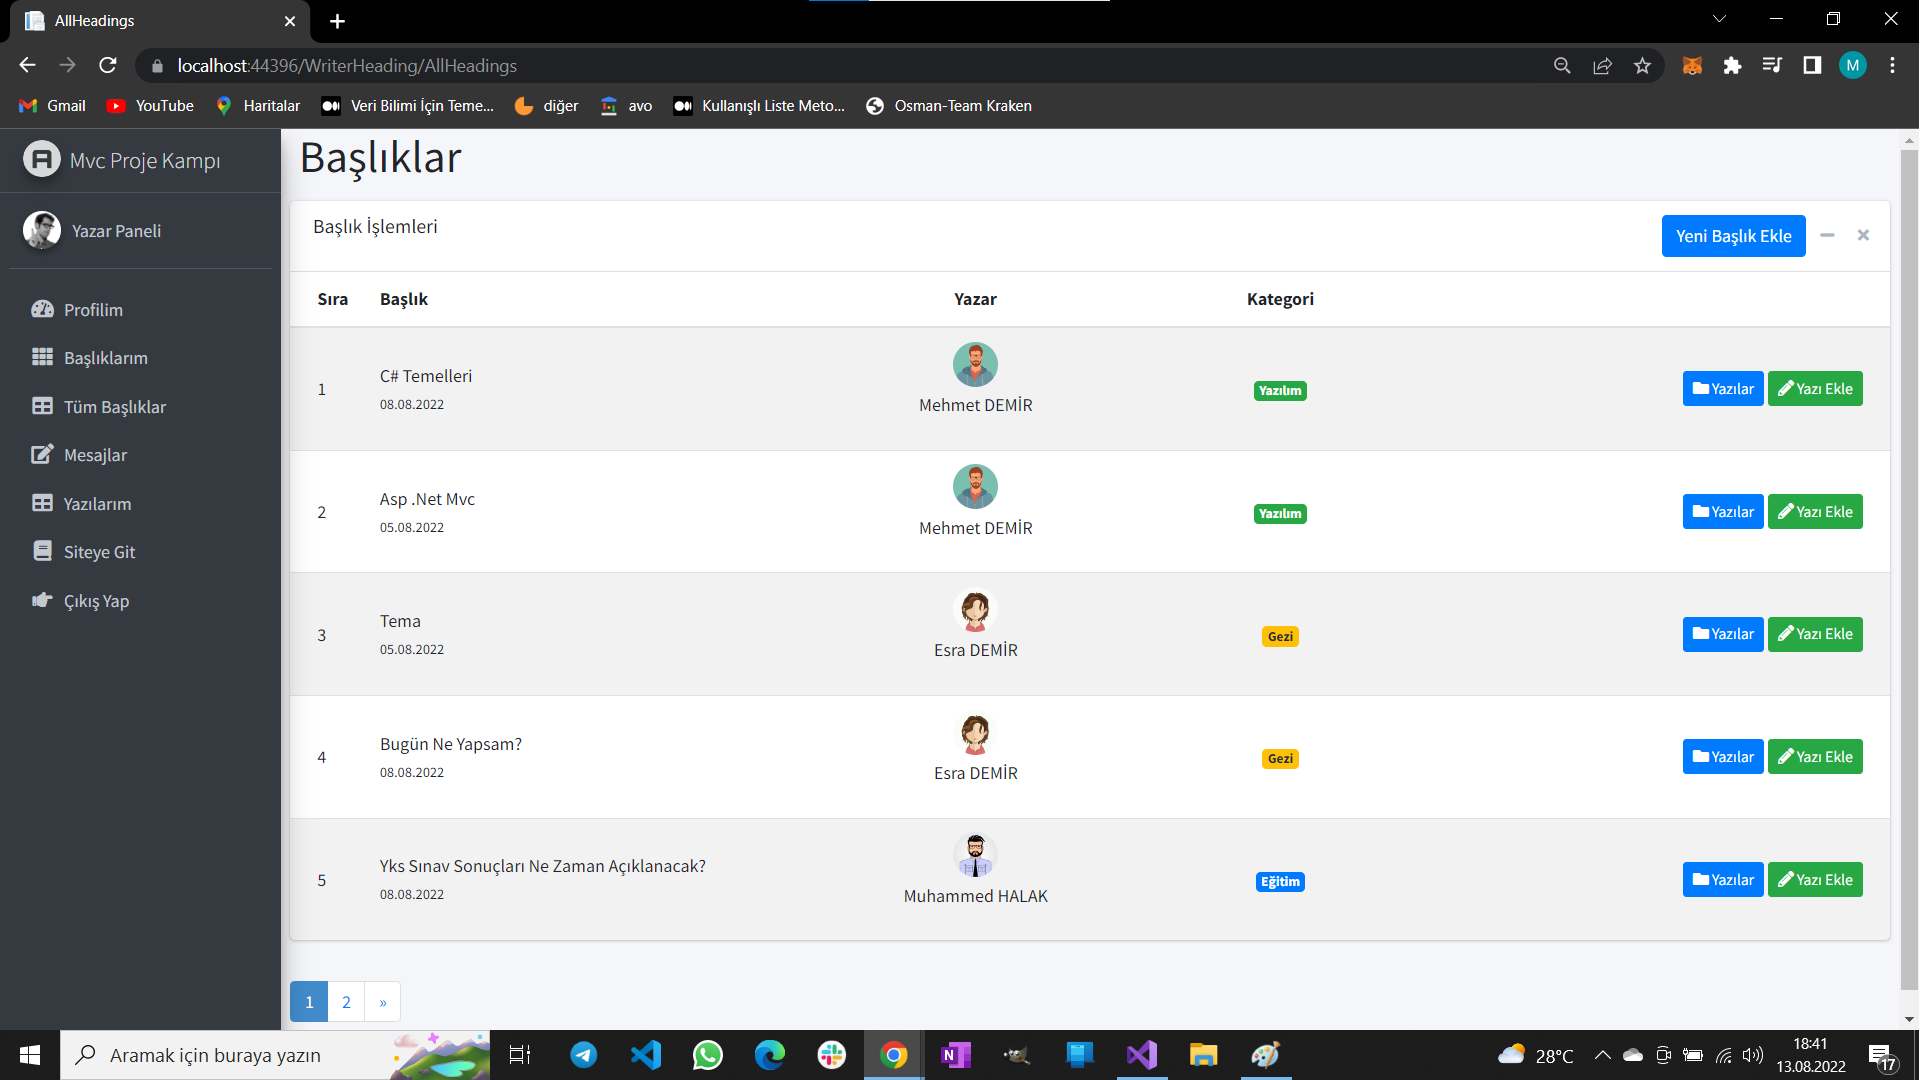 AllHeadings
localhost:44396/WriterHeading/AllHeadings
M
Gmail YouTube Haritalar Veri Bilimi İçin Teme... diğer avo Kullanışlı Liste Meto... Osman-Team Kraken
Mvc Proje Kampı
Yazar Paneli
Profilim
Başlıklarım
Tüm Başlıklar
Mesajlar
Yazılarım
Siteye Git
Çıkış Yap
Başlıklar
Başlık İşlemleri
Yeni Başlık Ekle
Sıra Başlık Yazar Kategori
1 C# Temelleri
08.08.2022
Mehmet DEMİR
Yazılım
Yazılar Yazı Ekle
2 Asp .Net Mvc
05.08.2022
Mehmet DEMİR
Yazılım
Yazılar Yazı Ekle
3 Tema
05.08.2022
Esra DEMİR
Gezi
Yazılar Yazı Ekle
4 Bugün Ne Yapsam?
08.08.2022
Esra DEMİR
Gezi
Yazılar Yazı Ekle
5 Yks Sınav Sonuçları Ne Zaman Açıklanacak?
08.08.2022
Muhammed HALAK
Eğitim
Yazılar Yazı Ekle
1 2 »
Aramak için buraya yazın
N
28°C
18:41
13.08.2022
17